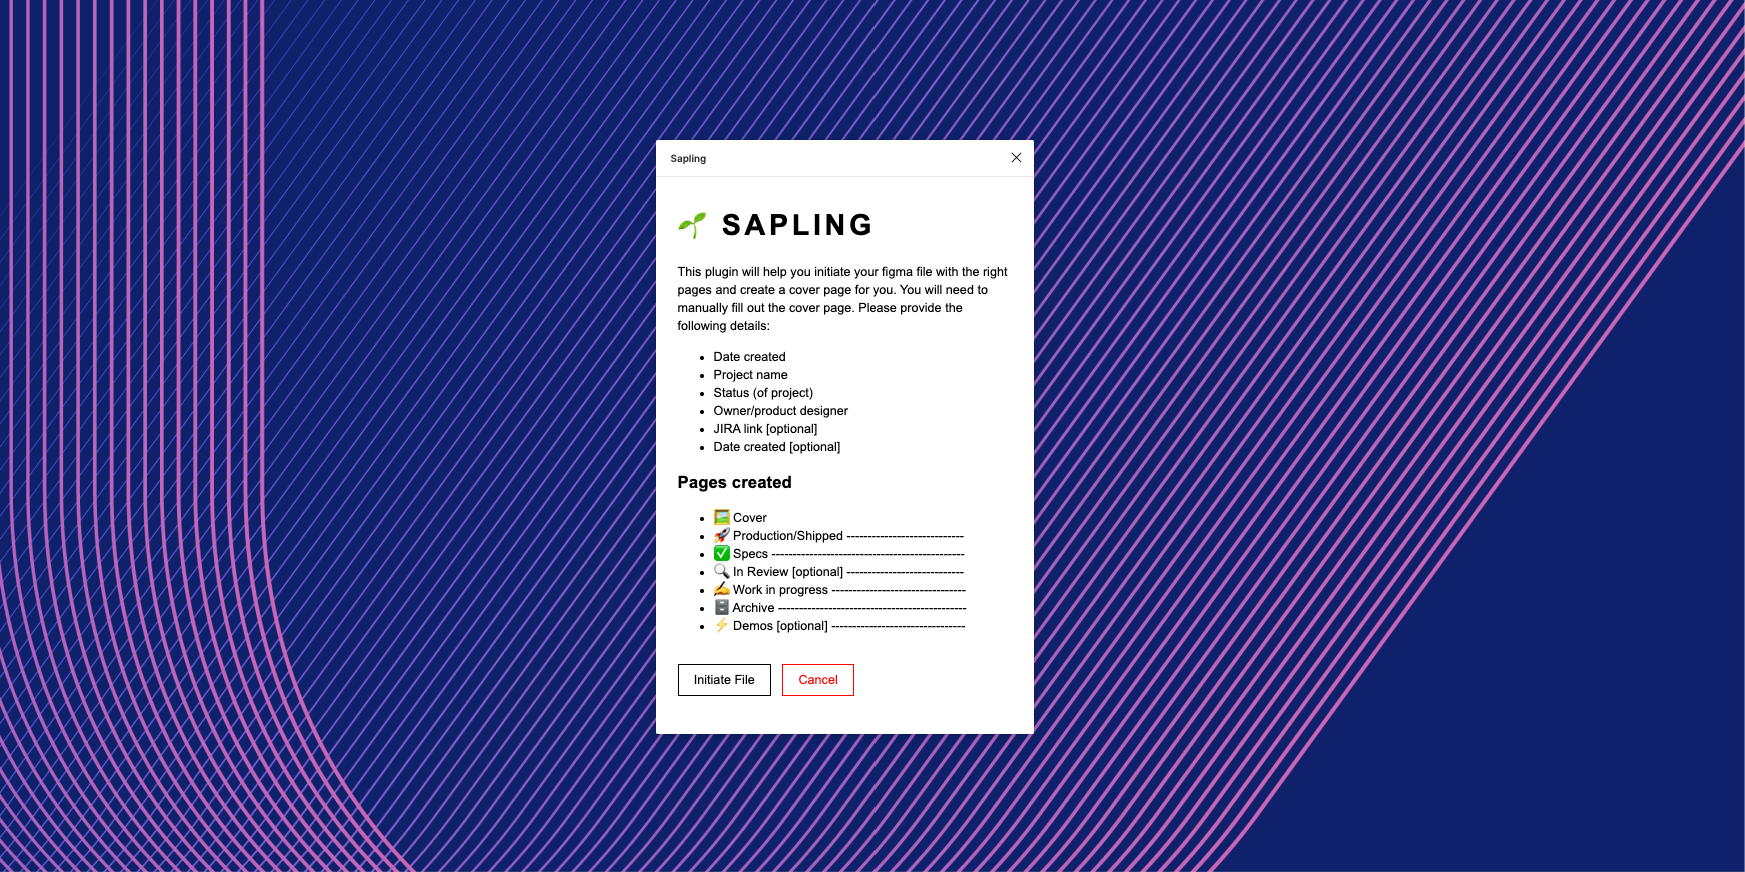 Sapling
🌱 SAPLING
This plugin will help you initiate your figma file with the right
pages and create a cover page for you. You will need to
manually fill out the cover page. Please provide the
following details:
• Date created
• Project name
• Status (of project)
• Owner/product designer
• JIRA link [optional]
• Date created [optional]
Pages created
• 🖼️ Cover
• 🚀 Production/Shipped ----------------------------
• ✅ Specs ----------------------------------------------
• 🔍 In Review [optional] ----------------------------
• ✍️ Work in progress --------------------------------
• 🗄️ Archive ---------------------------------------------
• ⚡ Demos [optional] --------------------------------
Initiate File
Cancel